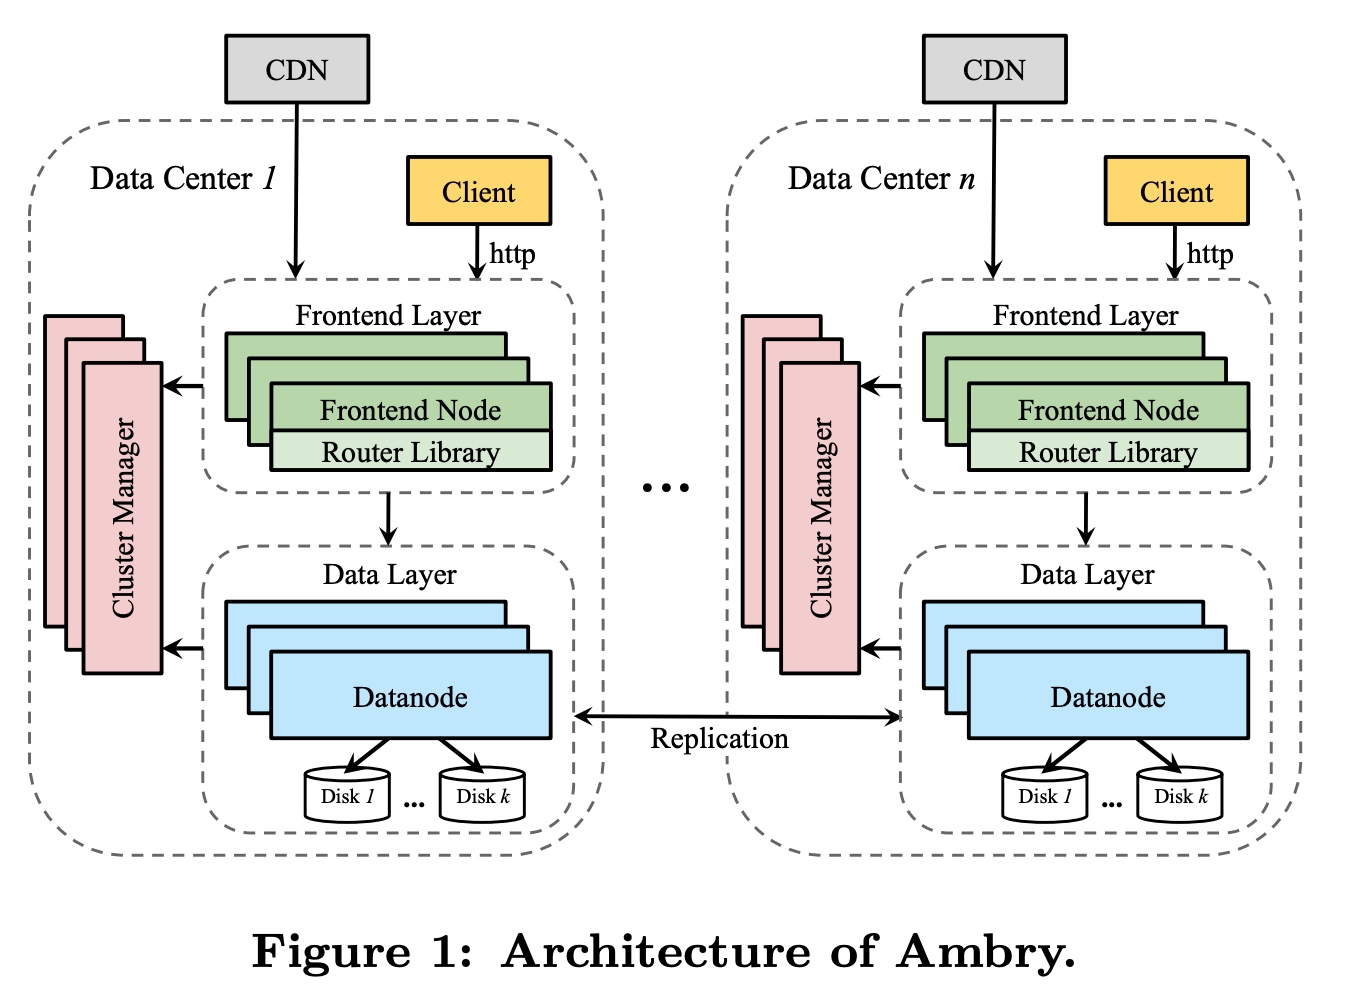 CDN
Data Center 1
Client
http
Frontend Layer
Frontend Node
Router Library
Cluster Manager
Data Layer
Datanode
Disk 1
...
Disk k
...
Replication
CDN
Data Center n
Client
http
Frontend Layer
Frontend Node
Router Library
Cluster Manager
Data Layer
Datanode
Disk 1
...
Disk k
Figure 1: Architecture of Ambry.